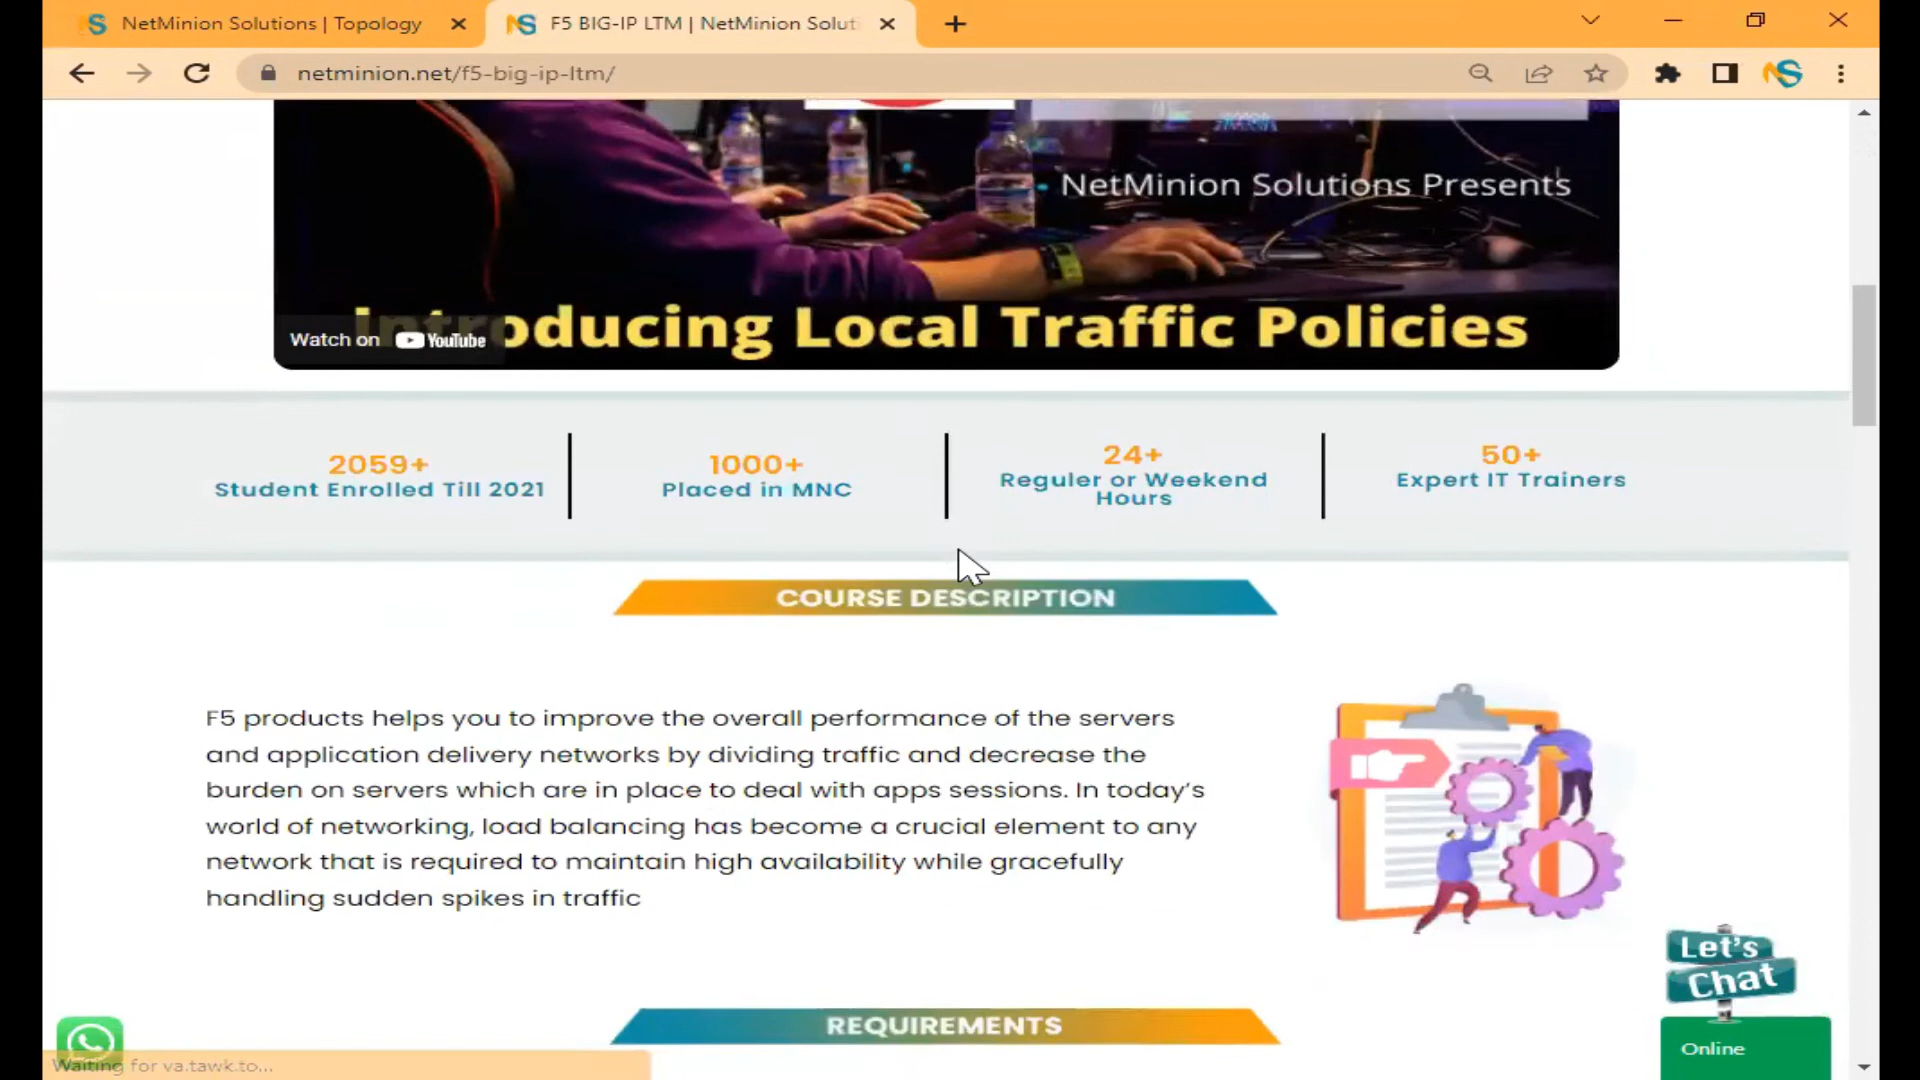 NetMinion Solutions | Topology
F5 BIG-IP LTM | NetMinion Solut
netminion.net/f5-big-ip-ltm/
NetMinion Solutions Presents
Introducing Local Traffic Policies
Watch on YouTube
2059+
Student Enrolled Till 2021
1000+
Placed in MNC
24+
Reguler or Weekend
Hours
50+
Expert IT Trainers
COURSE DESCRIPTION
F5 products helps you to improve the overall performance of the servers
and application delivery networks by dividing traffic and decrease the
burden on servers which are in place to deal with apps sessions. In today’s
world of networking, load balancing has become a crucial element to any
network that is required to maintain high availability while gracefully
handling sudden spikes in traffic
Let's
Chat
REQUIREMENTS
Online
Waiting for va.tawk.to...